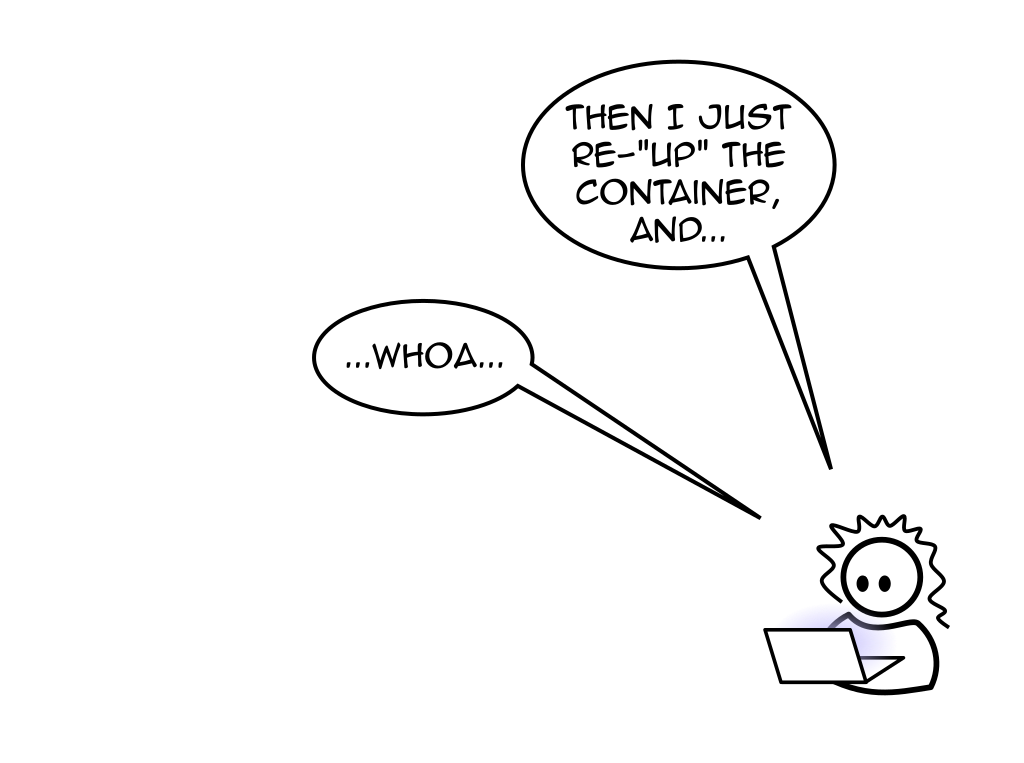 THEN I JUST
RE-"UP" THE
CONTAINER,
AND...
...WHOA...